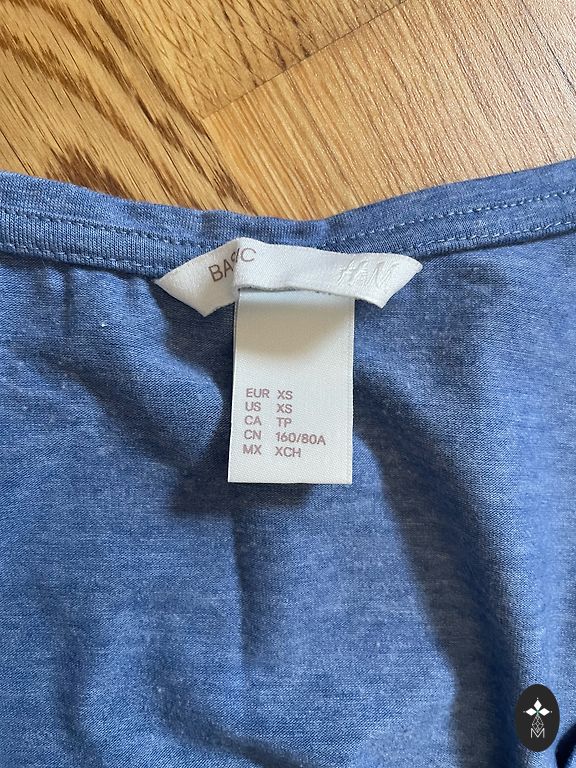 BASIC H&M
EUR XS
US XS
CA TP
CN 160/80A
MX XCH
M